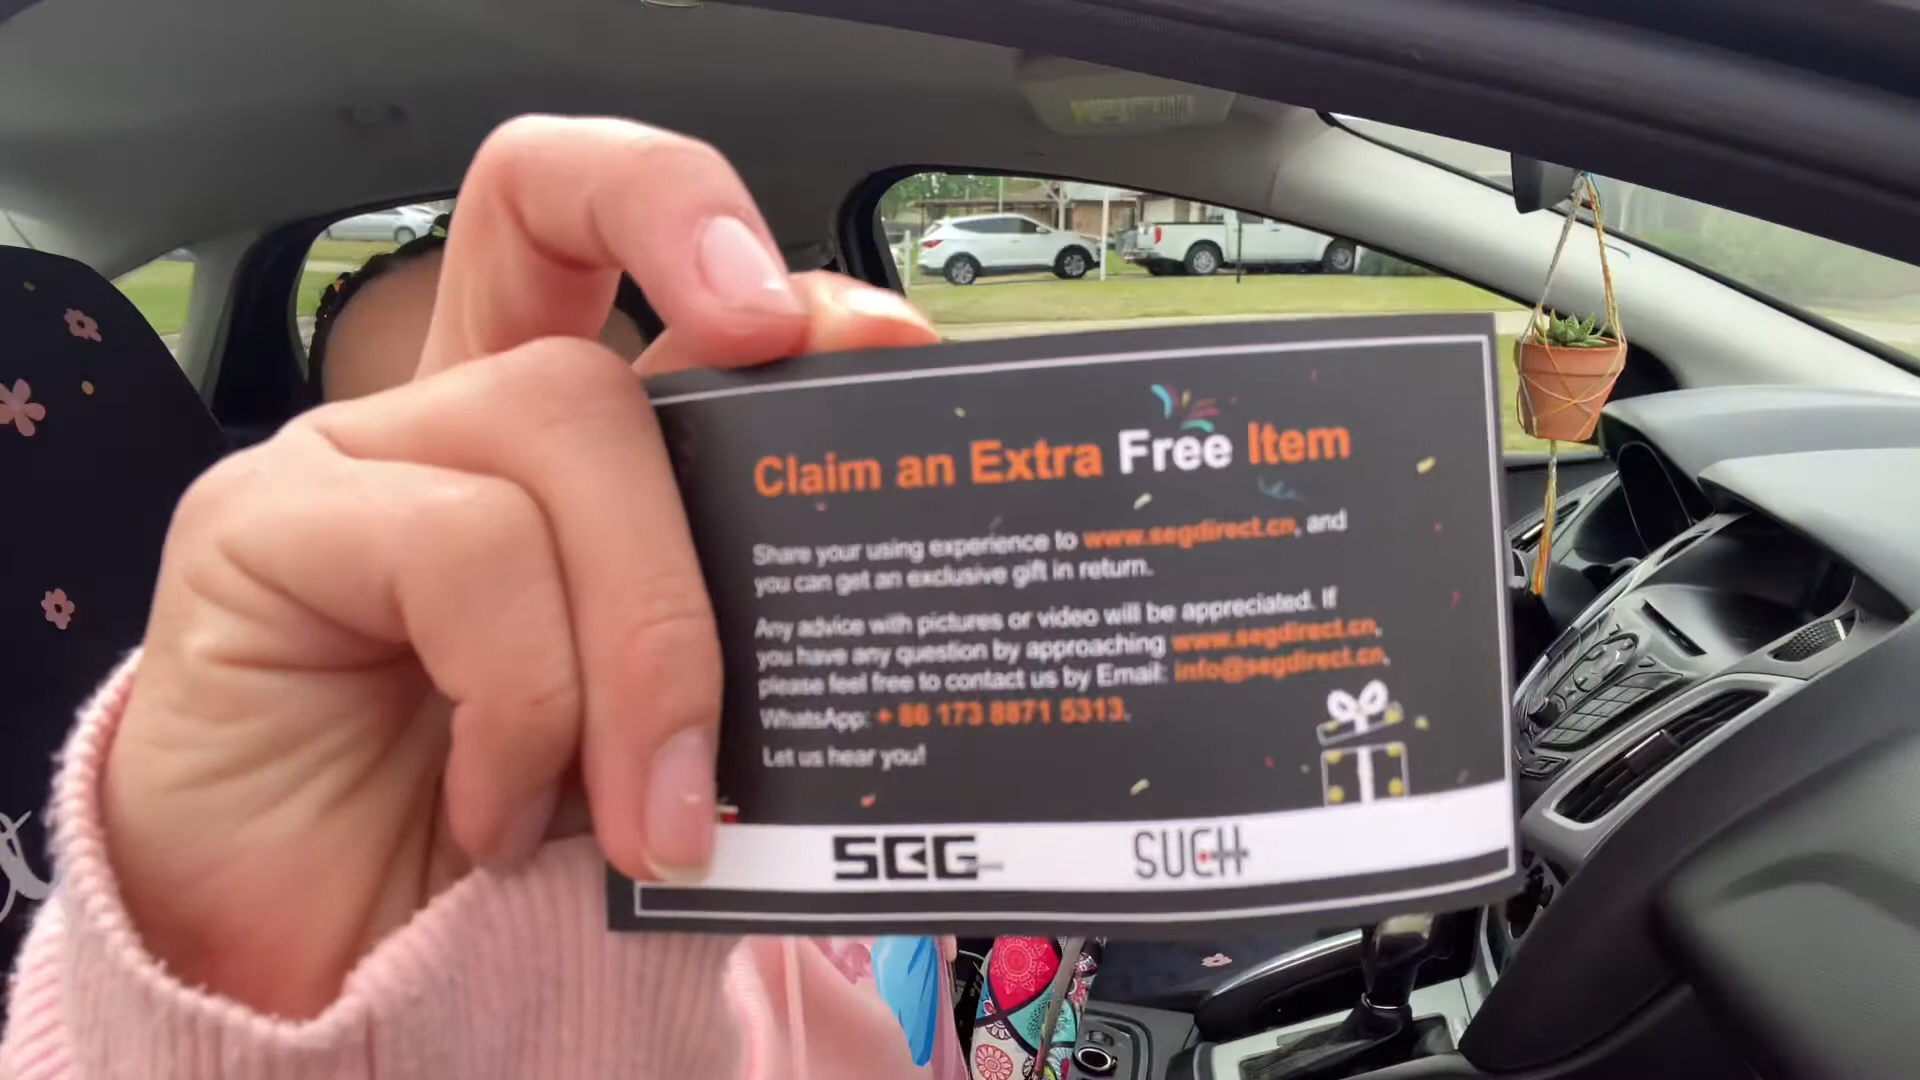 Claim an Extra Free Item
Share your using experience to www.segdirect.cn, and
you can get an exclusive gift in return.
Any advice with pictures or video will be appreciated. If
you have any question by approaching www.segdirect.cn,
please feel free to contact us by Email: info@segdirect.cn,
WhatsApp: + 86 173 8871 5313.
Let us hear you!
SEG SUEH